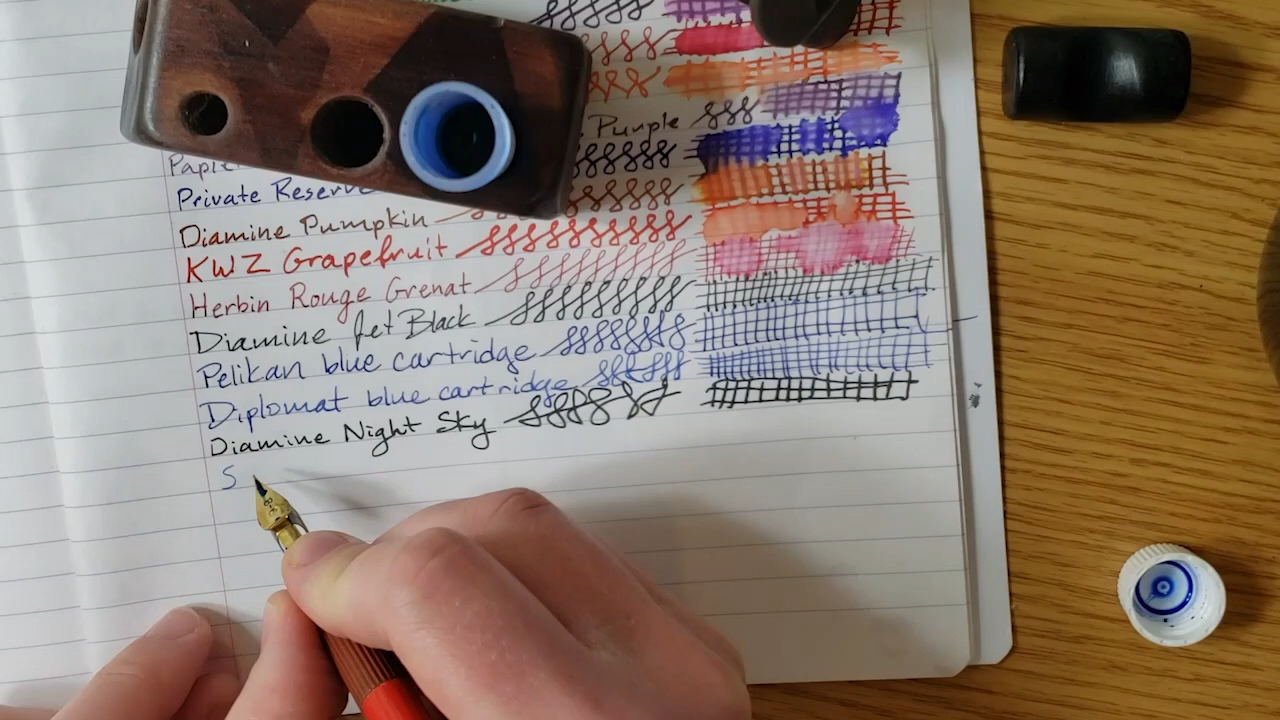 Purple
Private Reserve
Diamine Pumpkin
KWZ Grapefruit
Herbin Rouge Grenat
Diamine Jet Black
Pelikan blue cartridge
Diplomat blue cartridge
Diamine Night Sky
S